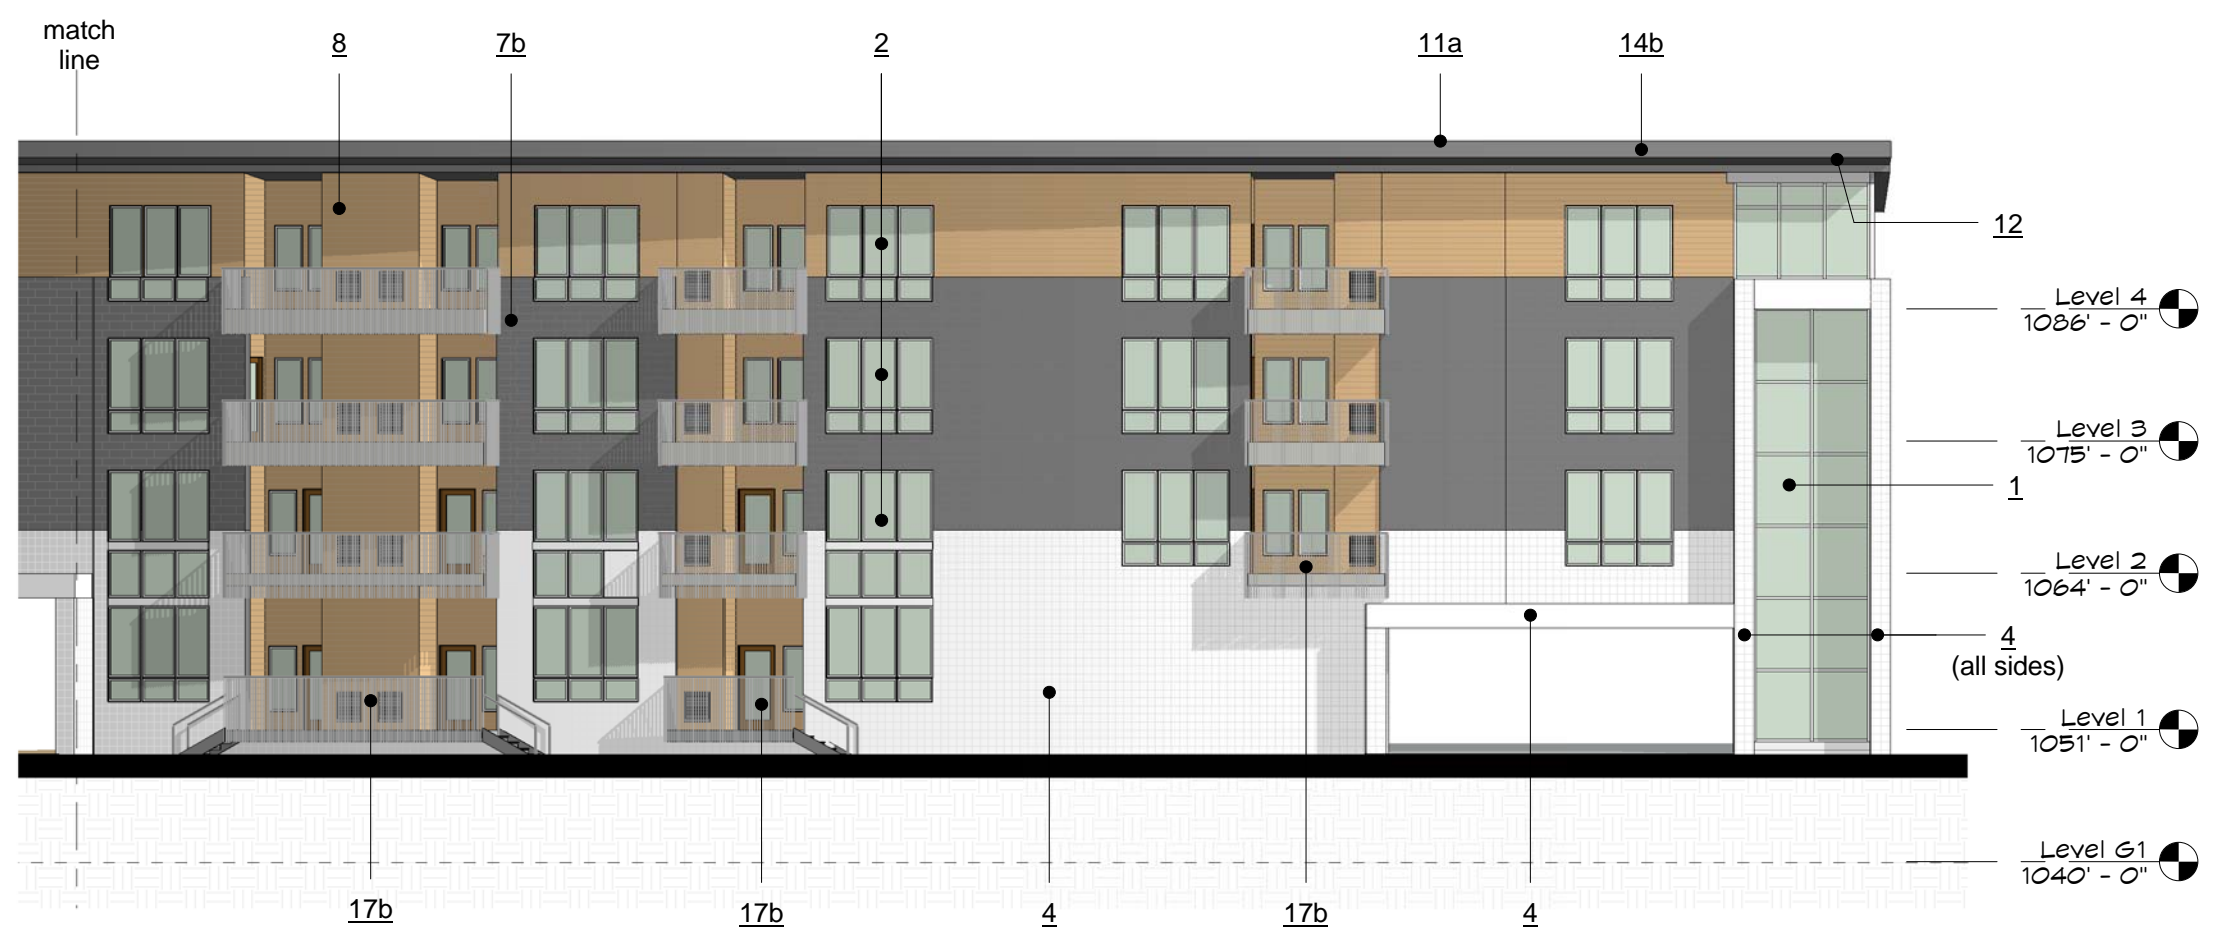 match
line
8
7b
2
11a
14b
12
Level 4
1086' - 0"
Level 3
1075' - 0"
1
Level 2
1064' - 0"
4
(all sides)
Level 1
1051' - 0"
Level G1
1040' - 0"
17b
17b
4
17b
4